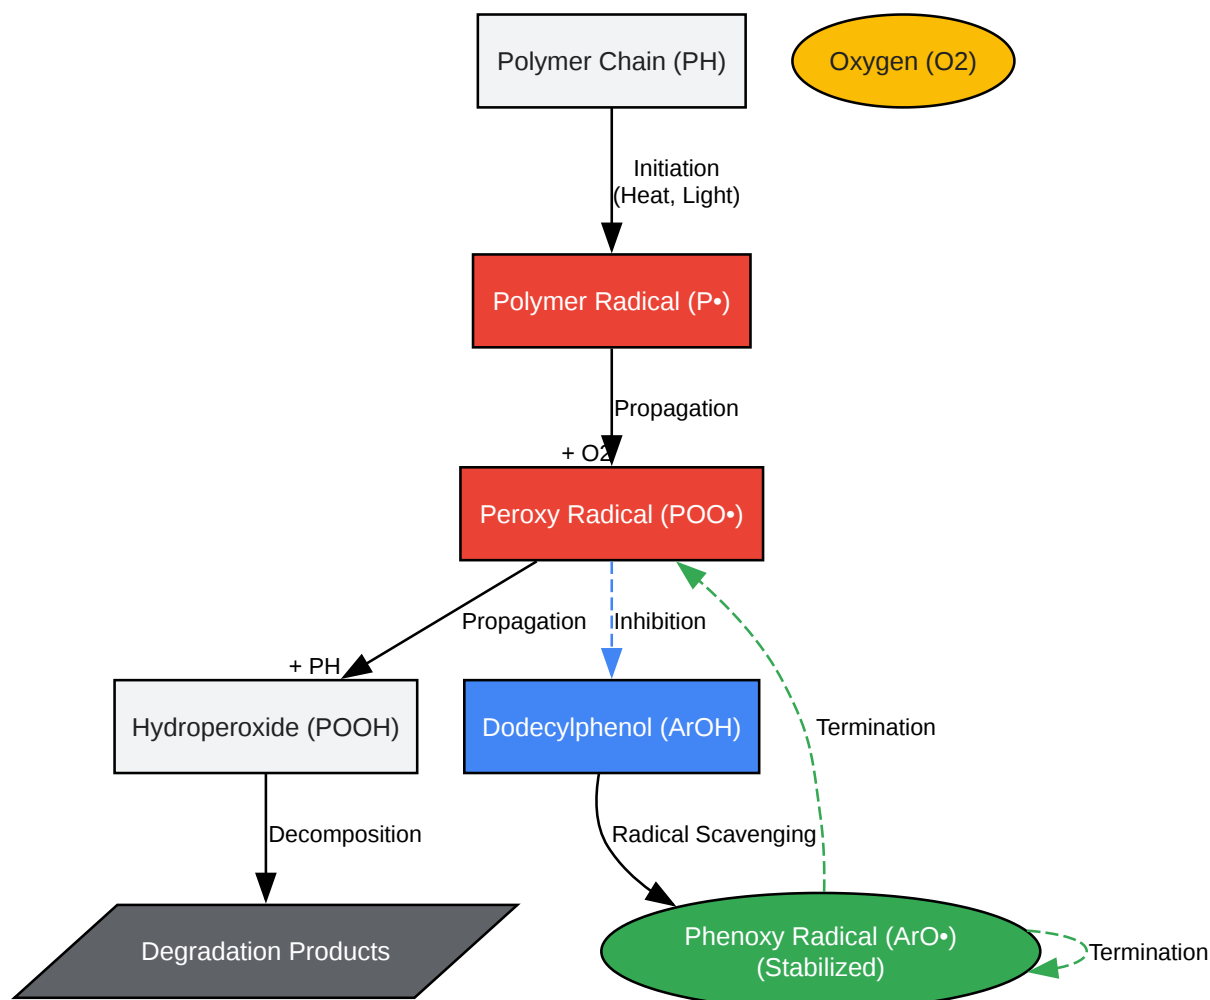 Polymer Chain (PH)
Oxygen (O2)
Initiation
(Heat, Light)
Polymer Radical (P•)
Propagation
+ O2
Peroxy Radical (POO•)
Propagation
Inhibition
+ PH
Hydroperoxide (POOH)
Dodecylphenol (ArOH)
Termination
Decomposition
Radical Scavenging
Degradation Products
Phenoxy Radical (ArO•)
(Stabilized)
Termination